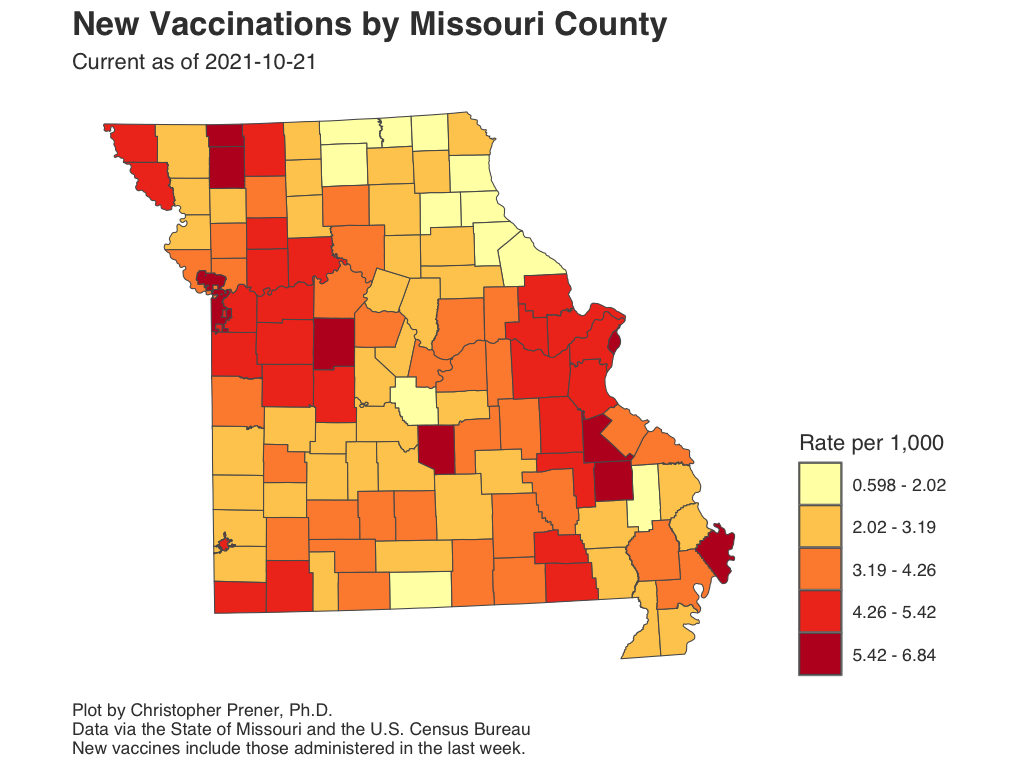 New Vaccinations by Missouri County
Current as of 2021-10-21
Rate per 1,000
0.598 - 2.02
2.02 - 3.19
3.19 - 4.26
4.26 - 5.42
5.42 - 6.84
Plot by Christopher Prener, Ph.D.
Data via the State of Missouri and the U.S. Census Bureau
New vaccines include those administered in the last week.